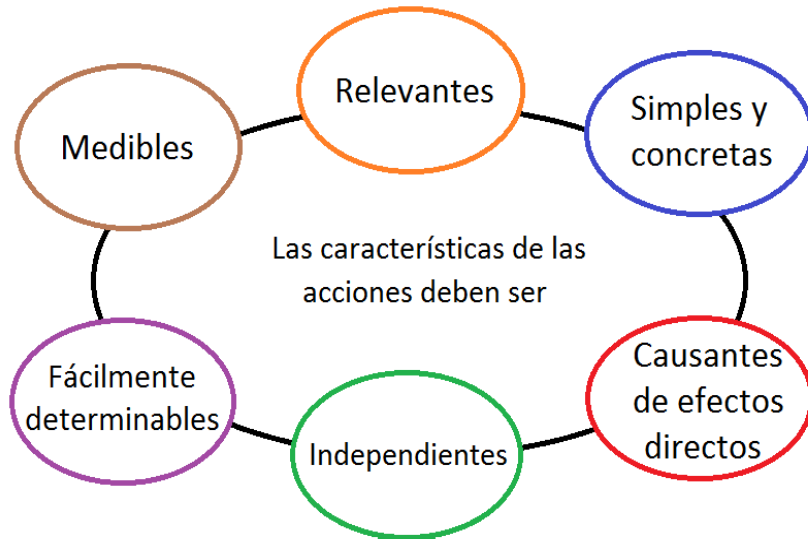 Relevantes
Simples y
concretas
Medibles
Las características de las
acciones deben ser
Fácilmente
determinables
Independientes
Causantes
de efectos
directos